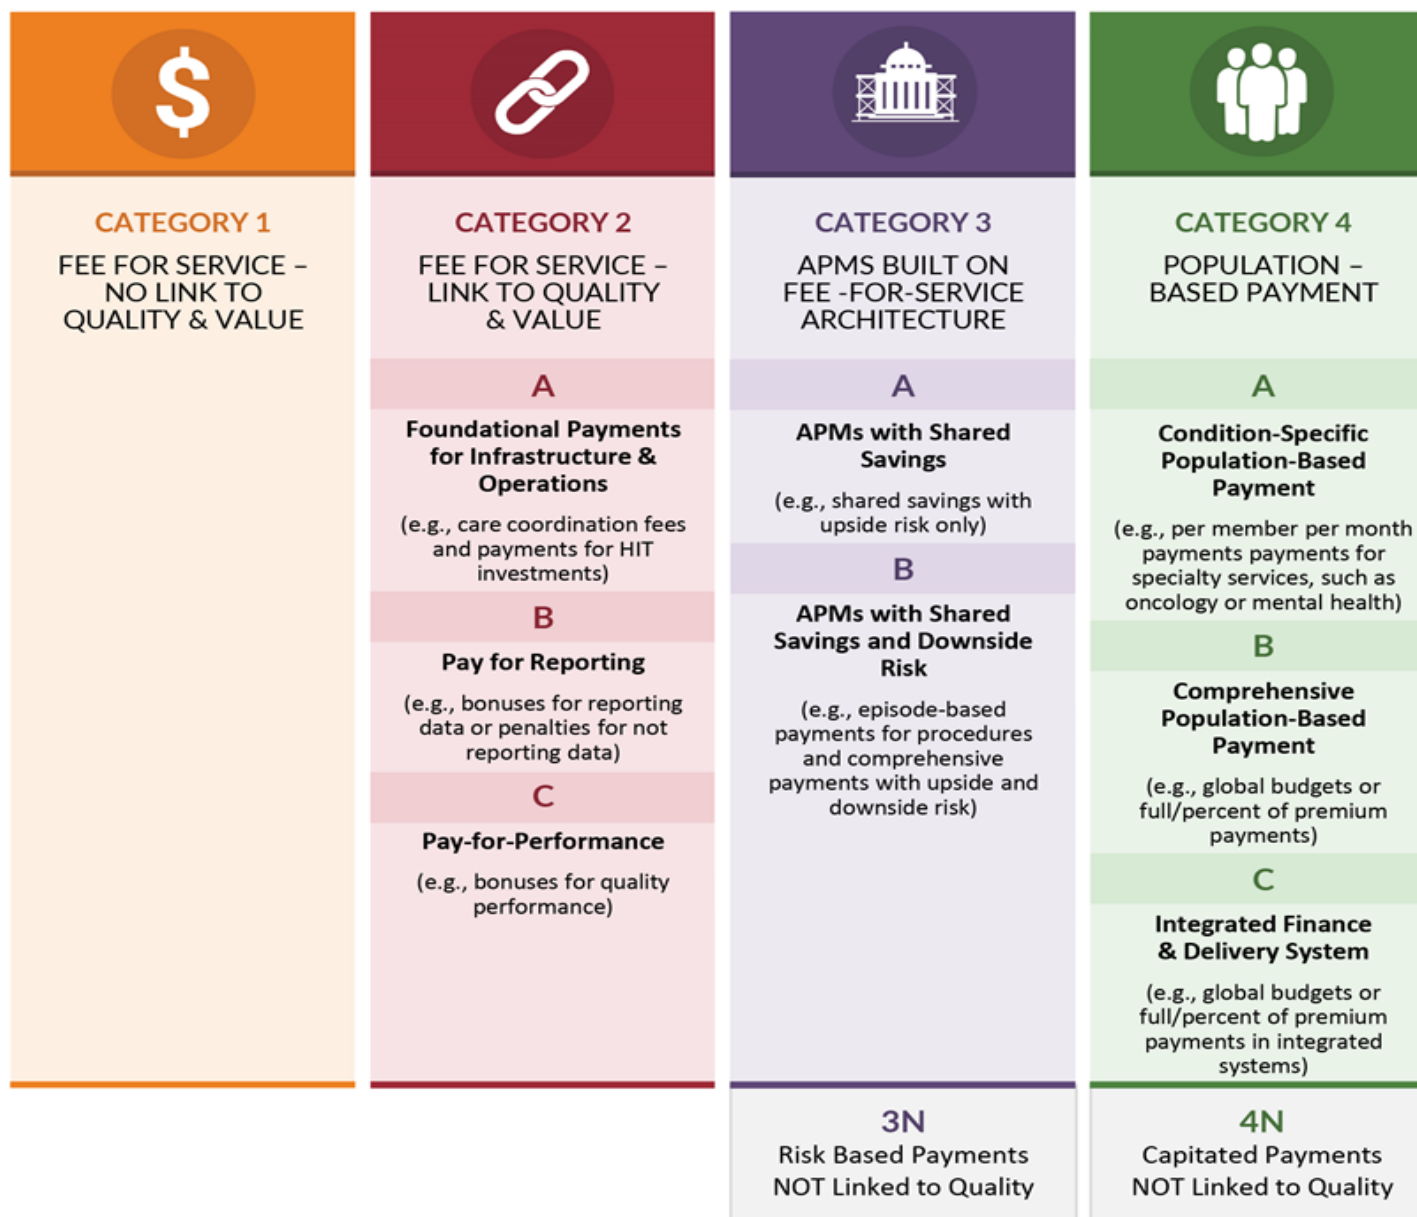 $
CATEGORY 1
FEE FOR SERVICE –
NO LINK TO
QUALITY & VALUE
CATEGORY 2
FEE FOR SERVICE –
LINK TO QUALITY
& VALUE
A
Foundational Payments
for Infrastructure &
Operations
(e.g., care coordination fees
and payments for HIT
investments)
B
Pay for Reporting
(e.g., bonuses for reporting
data or penalties for not
reporting data)
C
Pay-for-Performance
(e.g., bonuses for quality
performance)
CATEGORY 3
APMS BUILT ON
FEE -FOR-SERVICE
ARCHITECTURE
A
APMs with Shared
Savings
(e.g., shared savings with
upside risk only)
B
APMs with Shared
Savings and Downside
Risk
(e.g., episode-based
payments for procedures
and comprehensive
payments with upside and
downside risk)
3N
Risk Based Payments
NOT Linked to Quality
CATEGORY 4
POPULATION –
BASED PAYMENT
A
Condition-Specific
Population-Based
Payment
(e.g., per member per month
payments payments for
specialty services, such as
oncology or mental health)
B
Comprehensive
Population-Based
Payment
(e.g., global budgets or
full/percent of premium
payments)
C
Integrated Finance
& Delivery System
(e.g., global budgets or
full/percent of premium
payments in integrated
systems)
4N
Capitated Payments
NOT Linked to Quality